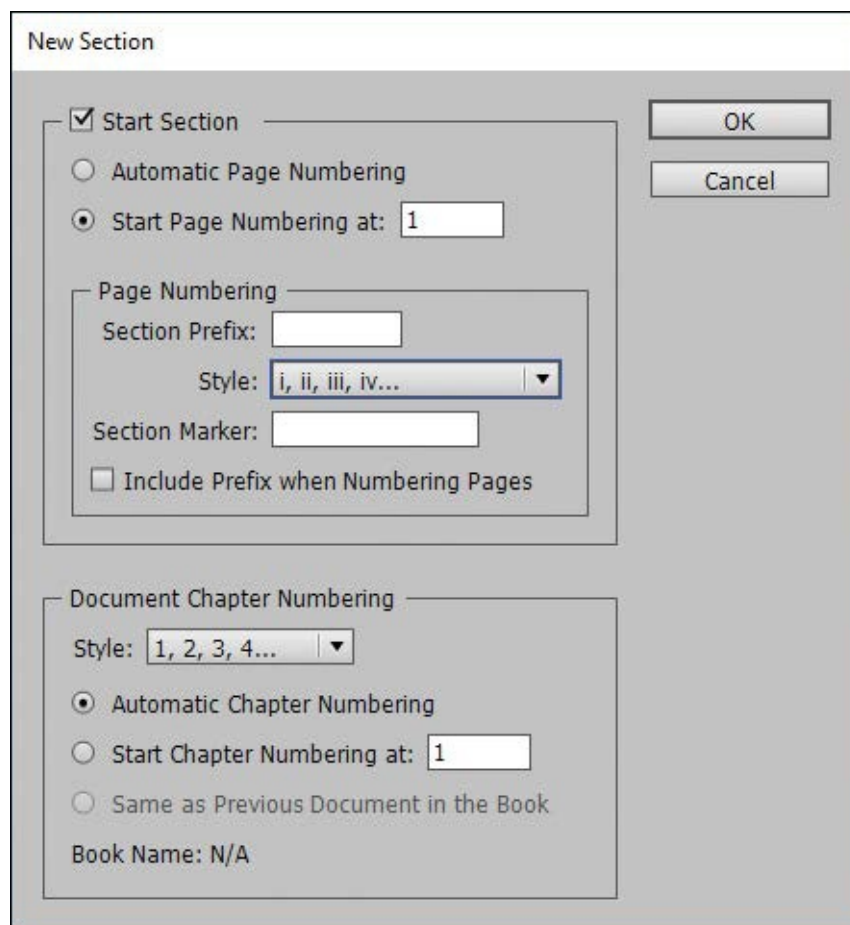 New Section
Start Section
OK
Automatic Page Numbering
Cancel
Start Page Numbering at: 1
Page Numbering
Section Prefix:
Style: i, ii, iii, iv...
Section Marker:
Include Prefix when Numbering Pages
Document Chapter Numbering
Style: 1, 2, 3, 4...
Automatic Chapter Numbering
Start Chapter Numbering at: 1
Same as Previous Document in the Book
Book Name: N/A